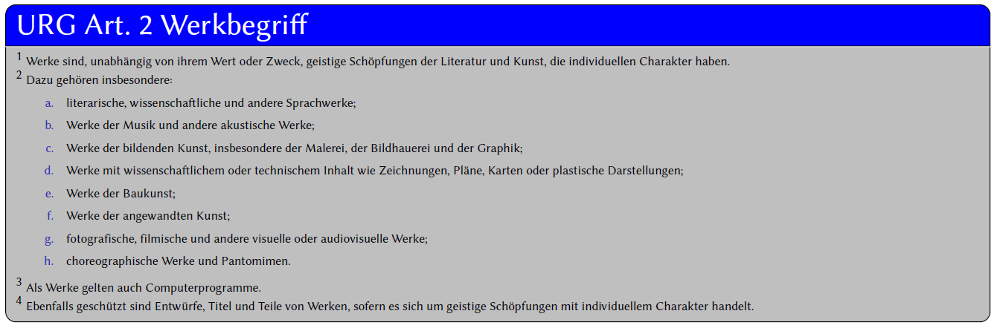 URG Art. 2 Werkbegriff
1 Werke sind, unabhängig von ihrem Wert oder Zweck, geistige Schöpfungen der Literatur und Kunst, die individuellen Charakter haben.
2 Dazu gehören insbesondere:
a. literarische, wissenschaftliche und andere Sprachwerke;
b. Werke der Musik und andere akustische Werke;
c. Werke der bildenden Kunst, insbesondere der Malerei, der Bildhauerei und der Graphik;
d. Werke mit wissenschaftlichem oder technischem Inhalt wie Zeichnungen, Pläne, Karten oder plastische Darstellungen;
e. Werke der Baukunst;
f. Werke der angewandten Kunst;
g. fotografische, filmische und andere visuelle oder audiovisuelle Werke;
h. choreographische Werke und Pantomimen.
3 Als Werke gelten auch Computerprogramme.
4 Ebenfalls geschützt sind Entwürfe, Titel und Teile von Werken, sofern es sich um geistige Schöpfungen mit individuellem Charakter handelt.